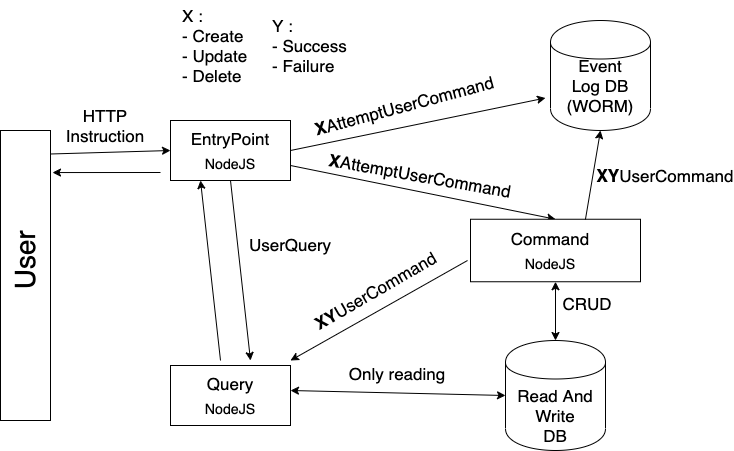 X :
- Create
- Update
- Delete
Y :
- Success
- Failure
Event
Log DB
(WORM)
HTTP
Instruction
EntryPoint
NodeJS
XAttemptUserCommand
XAttemptUserCommand
XYUserCommand
User
UserQuery
Command
NodeJS
XYUserCommand
CRUD
Query
NodeJS
Only reading
Read And
Write
DB